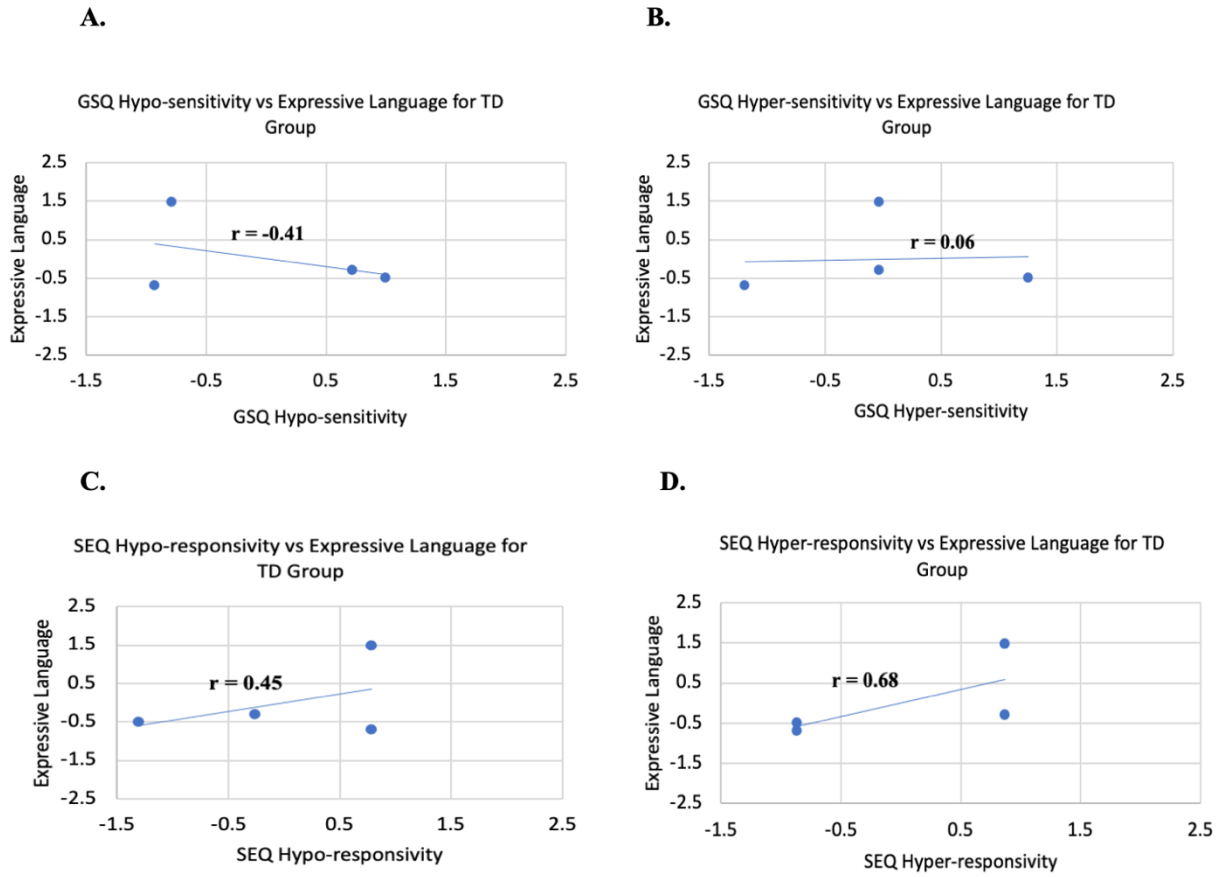 A.
GSQ Hypo-sensitivity vs Expressive Language for TD
Group
Expressive Language
2.5
1.5
0.5
-0.5
-1.5
-2.5
r = -0.41
-1.5 -0.5 0.5 1.5 2.5
GSQ Hypo-sensitivity
B.
GSQ Hyper-sensitivity vs Expressive Language for TD
Group
Expressive Language
2.5
1.5
0.5
-0.5
-1.5
-2.5
r = 0.06
-1.5 -0.5 0.5 1.5 2.5
GSQ Hyper-sensitivity
C.
SEQ Hypo-responsivity vs Expressive Language for
TD Group
Expressive Language
2.5
1.5
0.5
-0.5
-1.5
-2.5
r = 0.45
-1.5 -0.5 0.5 1.5 2.5
SEQ Hypo-responsivity
D.
SEQ Hyper-responsivity vs Expressive Language for TD
Group
Expressive Language
2.5
1.5
0.5
-0.5
-1.5
-2.5
r = 0.68
-1.5 -0.5 0.5 1.5 2.5
SEQ Hyper-responsivity